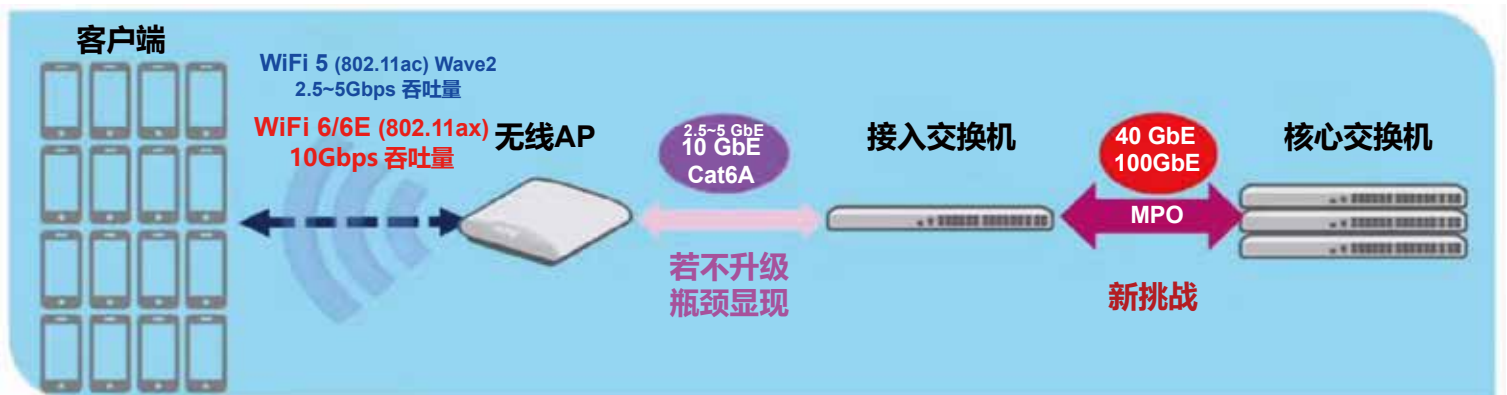 客户端
WiFi 5 (802.11ac) Wave2
2.5~5Gbps 吞吐量
WiFi 6/6E (802.11ax)
10Gbps 吞吐量
无线AP
2.5~5 GbE
10 GbE
Cat6A
若不升级
瓶颈显现
接入交换机
40 GbE
100GbE
MPO
新挑战
核心交换机